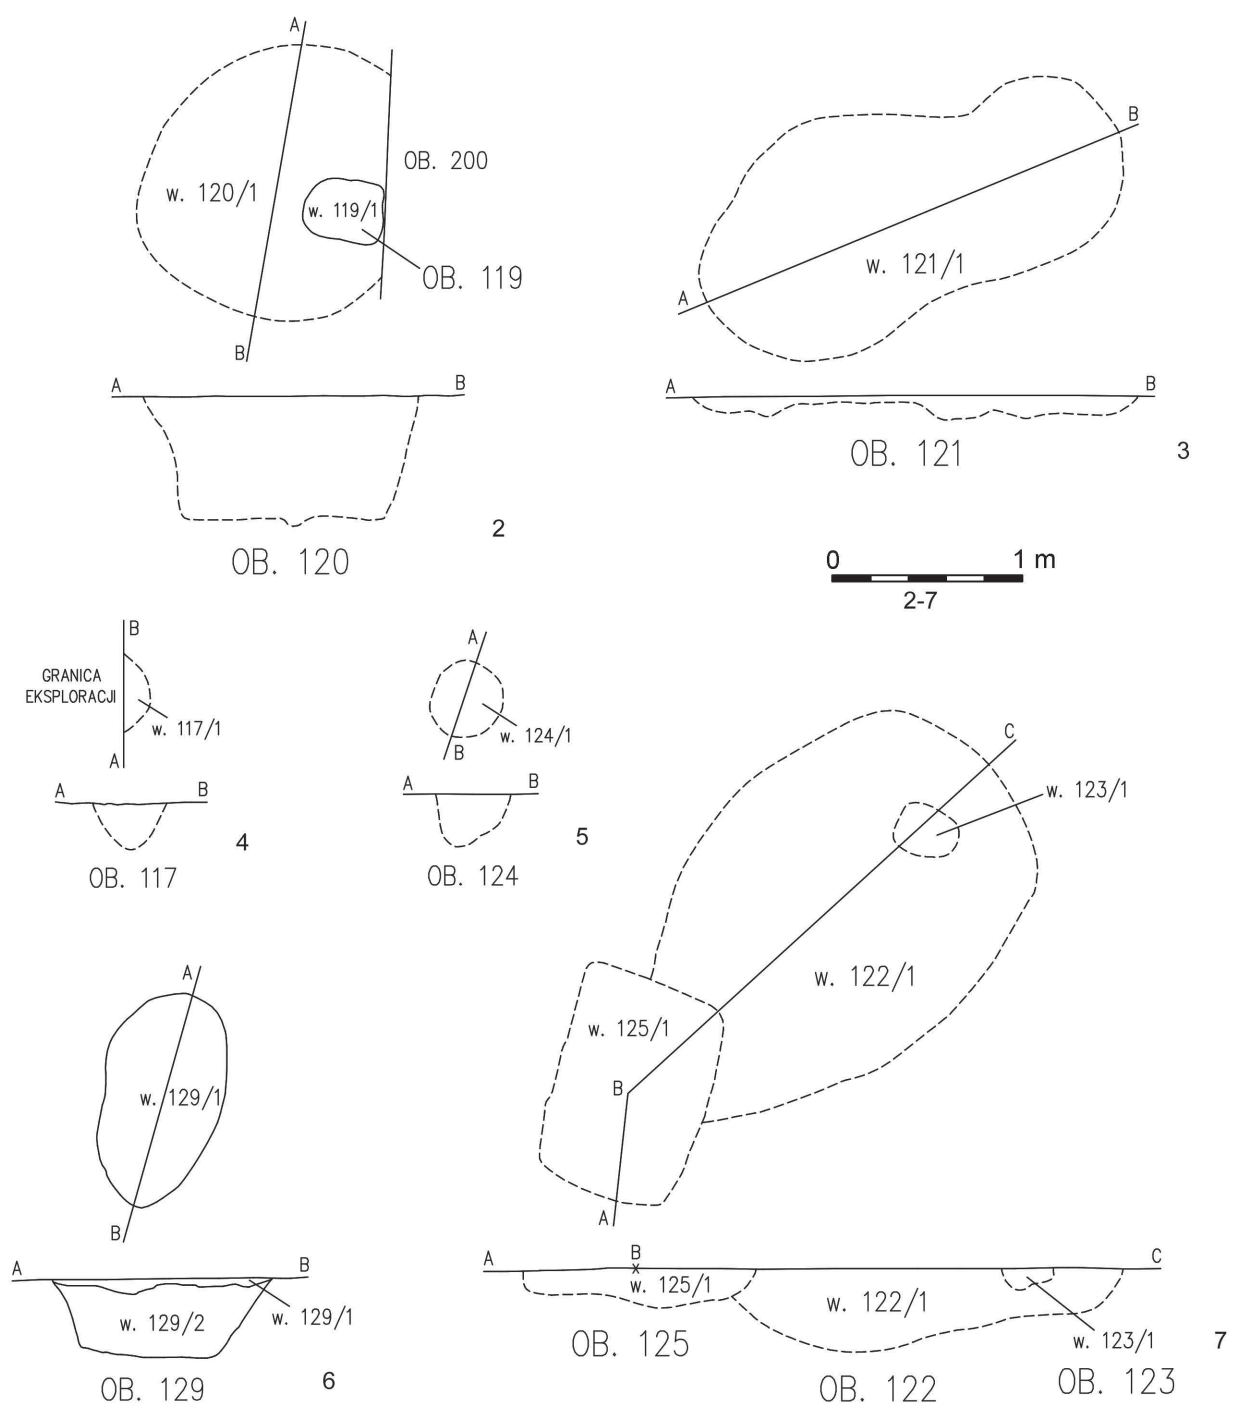 A
OB. 200
w. 120/1
w. 119/1
OB. 119
B
A
B
OB. 120
2
B
w. 121/1
A
A
B
OB. 121
3
0
1 m
2-7
B
GRANICA
EKSPLORACJI
w. 117/1
A
A
B
OB. 117
4
A
w. 124/1
B
A
B
OB. 124
5
A
w. 129/1
B
A
B
w. 129/2
w. 129/1
OB. 129
6
C
w. 123/1
w. 122/1
w. 125/1
B
A
A
B
C
w. 125/1
w. 122/1
w. 123/1
OB. 125
OB. 122
OB. 123
7